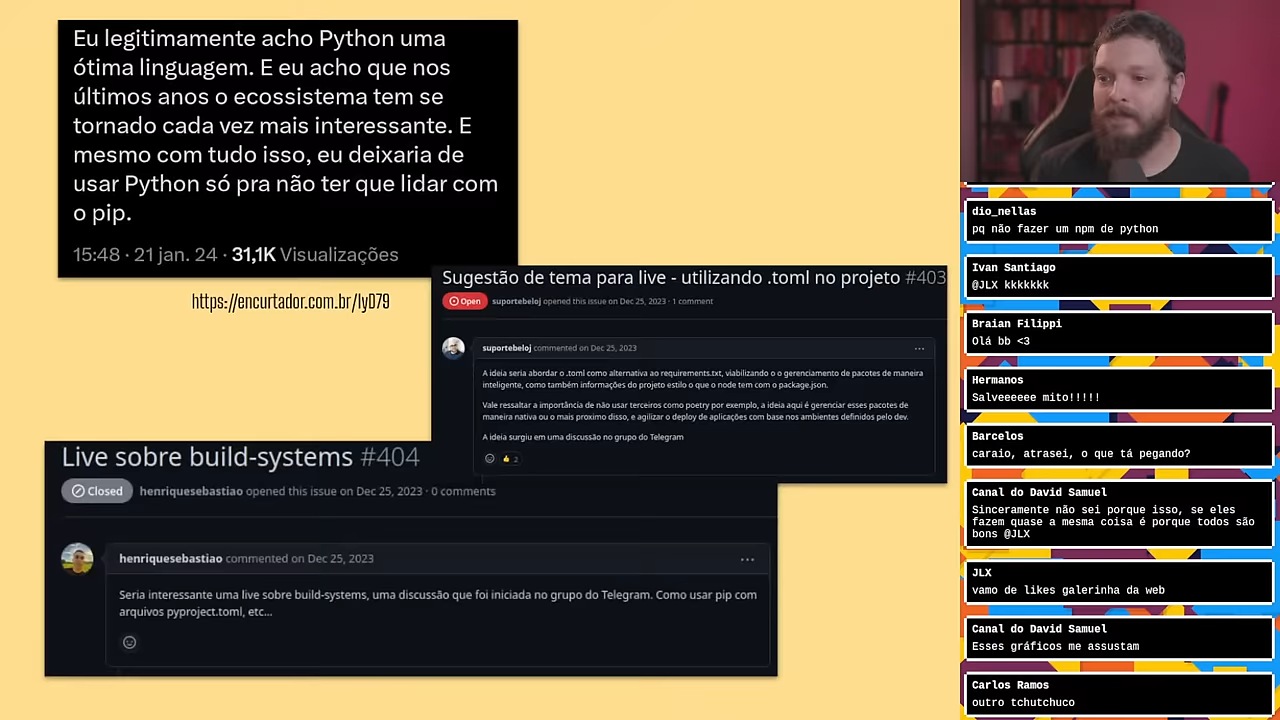 Eu legitimamente acho Python uma
ótima linguagem. E eu acho que nos
últimos anos o ecossistema tem se
tornado cada vez mais interessante. E
mesmo com tudo isso, eu deixaria de
usar Python só pra não ter que lidar com
o pip.
15:48 · 21 jan. 24 · 31,1K Visualizações
https://encurtador.com.br/lyD79
Sugestão de tema para live - utilizando .toml no projeto #403
Open suportebeloj opened this issue on Dec 25, 2023 · 1 comment
suportebeloj commented on Dec 25, 2023
A ideia seria abordar o .toml como alternativa ao requirements.txt, viabilizando o o gerenciamento de pacotes de maneira
inteligente, como também informações do projeto estilo o que o node tem com o package.json.
Vale ressaltar a importância de não usar terceiros como poetry por exemplo, a ideia aqui é gerenciar esses pacotes de
maneira nativa ou o mais proximo disso, e agilizar o deploy de aplicações com base nos ambientes definidos pelo dev.
A ideia surgiu em uma discussão no grupo do Telegram
2
Live sobre build-systems #404
Closed henriquesebastiao opened this issue on Dec 25, 2023 · 0 comments
henriquesebastiao commented on Dec 25, 2023
Seria interessante uma live sobre build-systems, uma discussão que foi iniciada no grupo do Telegram. Como usar pip com
arquivos pyproject.toml, etc...
dio_nellas
pq não fazer um npm de python
Ivan Santiago
@JLX kkkkkkk
Braian Filippi
Olá bb <3
Hermanos
Salveeeeee mito!!!!!
Barcelos
caraio, atrasei, o que tá pegando?
Canal do David Samuel
Sinceramente não sei porque isso, se eles
fazem quase a mesma coisa é porque todos são
bons @JLX
JLX
vamo de likes galerinha da web
Canal do David Samuel
Esses gráficos me assustam
Carlos Ramos
outro tchutchuco